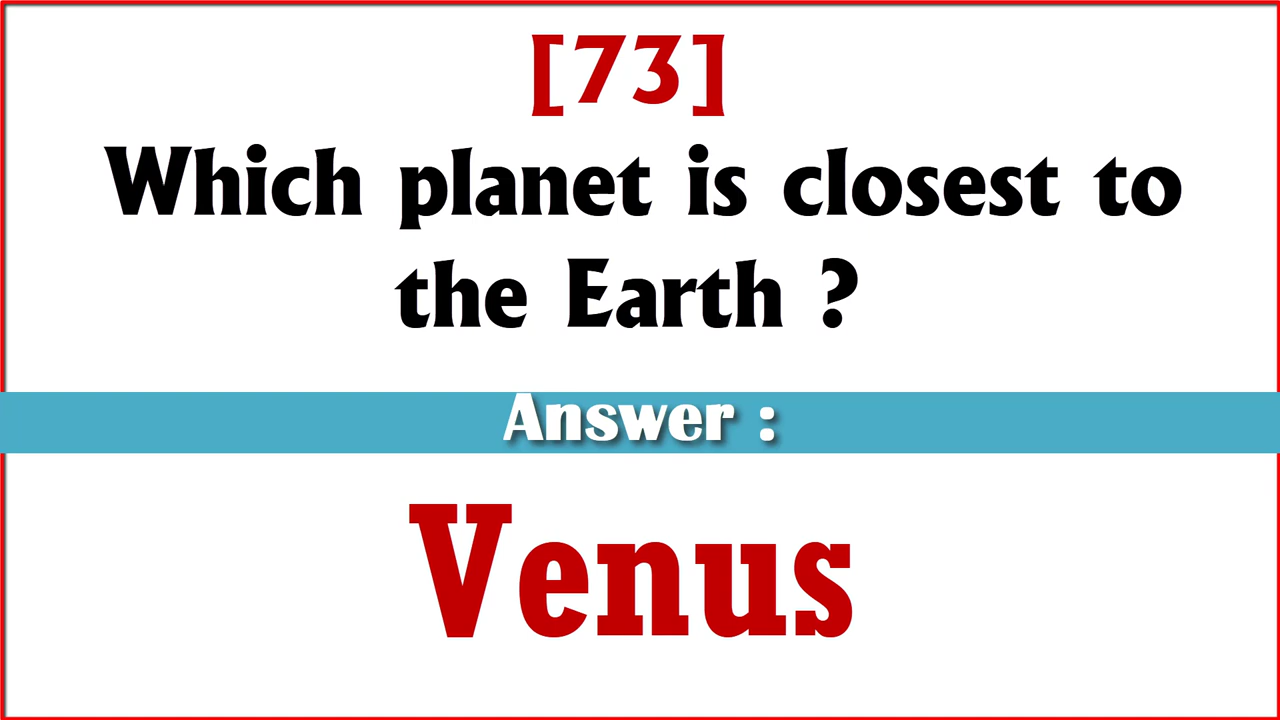 [73]
Which planet is closest to
the Earth ?
Answer :
Venus